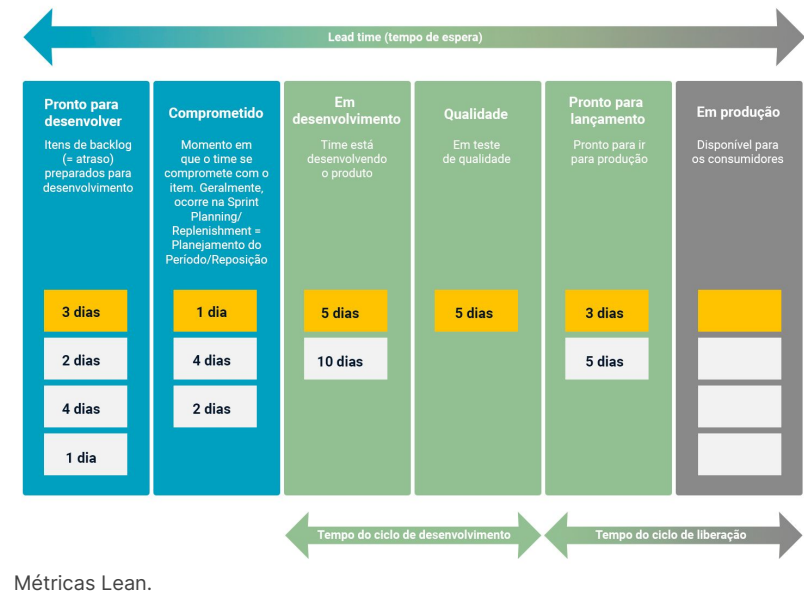 Lead time (tempo de espera)
Pronto para
desenvolver
Itens de backlog
(= atraso)
preparados para
desenvolvimento
3 dias
2 dias
4 dias
1 dia
Comprometido
Momento em
que o time se
compromete com o
item. Geralmente,
ocorre na Sprint
Planning/
Replenishment =
Planejamento do
Período/Reposição
1 dia
4 dias
2 dias
Em
desenvolvimento
Time está
desenvolvendo
o produto
5 dias
10 dias
Qualidade
Em teste
de qualidade
5 dias
Pronto para
lançamento
Pronto para ir
para produção
3 dias
5 dias
Em produção
Disponível para
os consumidores
Tempo do ciclo de desenvolvimento
Tempo do ciclo de liberação
Métricas Lean.